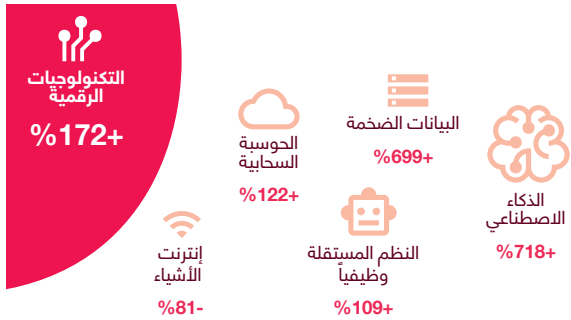 التكنولوجيات
الرقمية
%172+
البيانات الضخمة
%699+
الحوسبة
السحابية
%122+
الذكاء
الاصطناعي
%718+
إنترنت
الأشياء
%81-
النظم المستقلة
وظيفياً
%109+